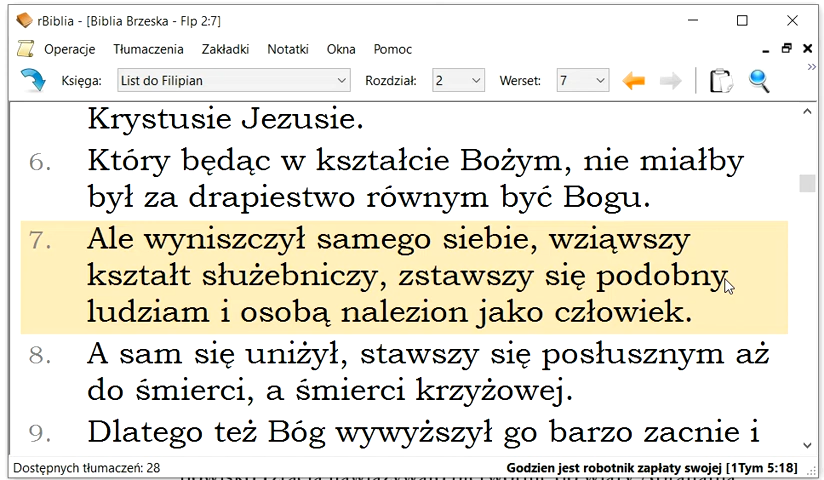 rBiblia - [Biblia Brzeska - Flp 2:7]
Operacje Tłumaczenia Zakładki Notatki Okna Pomoc
Księga: List do Filipian Rozdział: 2 Werset: 7
Krystusie Jezusie.
6. Który będąc w kształcie Bożym, nie miałby
był za drapiestwo równym być Bogu.
7. Ale wyniszczył samego siebie, wziąwszy
kształt służebniczy, zstawszy się podobny
ludziam i osobą nalezion jako człowiek.
8. A sam się uniżył, stawszy się posłusznym aż
do śmierci, a śmierci krzyżowej.
9. Dlatego też Bóg wywyższył go barzo zacnie i
Dostępnych tłumaczeń: 28 Godzien jest robotnik zapłaty swojej [1Tym 5:18]